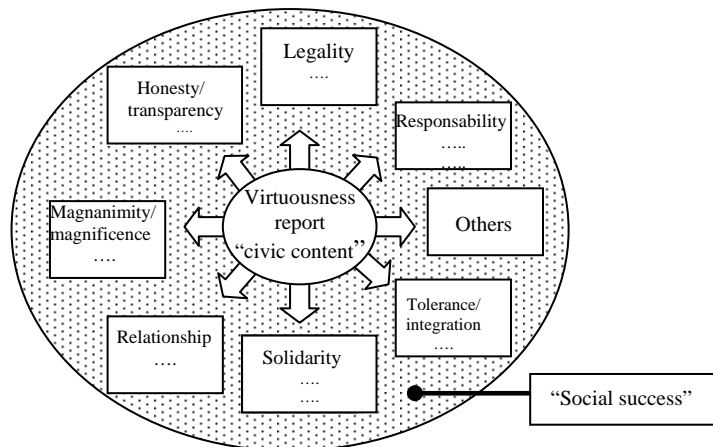 Legality
....
Honesty/
transparency
....
Responsability
.....
.....
Magnanimity/
magnificence
....
Virtuousness
report
“civic content”
Others
Tolerance/
integration
....
Relationship
....
Solidarity
....
....
“Social success”